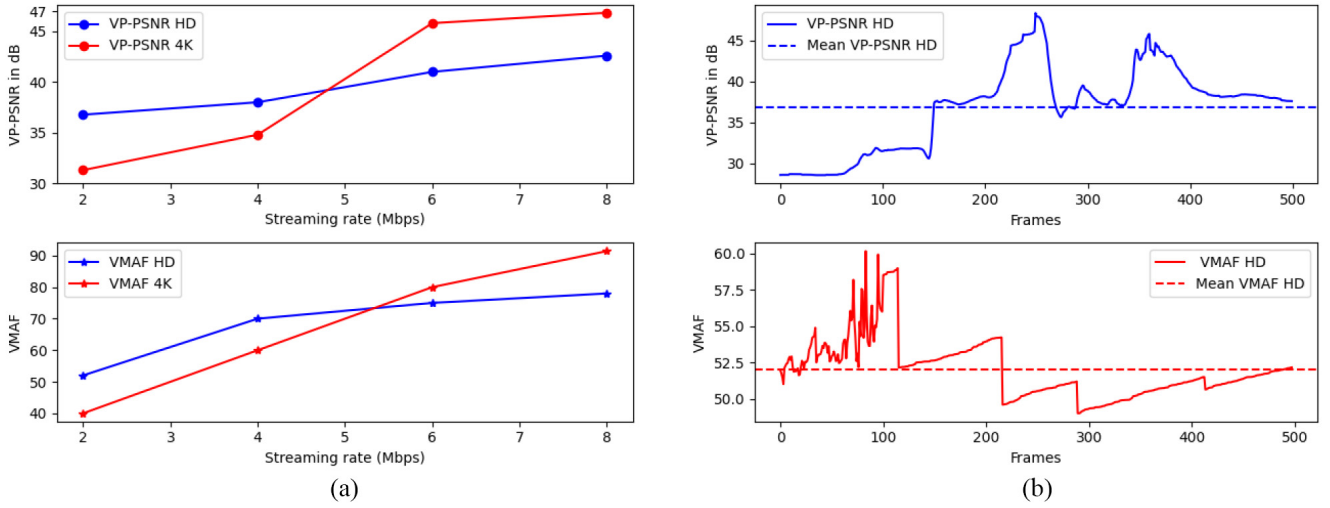 47
45
40
35
30
VP-PSNR in dB
VP-PSNR HD
VP-PSNR 4K
2 3 4 5 6 7 8
Streaming rate (Mbps)
90
80
70
60
50
40
VMAF
VMAF HD
VMAF 4K
2 3 4 5 6 7 8
Streaming rate (Mbps)
(a)
45
40
35
30
VP-PSNR in dB
VP-PSNR HD
Mean VP-PSNR HD
0 100 200 300 400 500
Frames
60.0
57.5
55.0
52.5
50.0
VMAF
VMAF HD
Mean VMAF HD
0 100 200 300 400 500
Frames
(b)